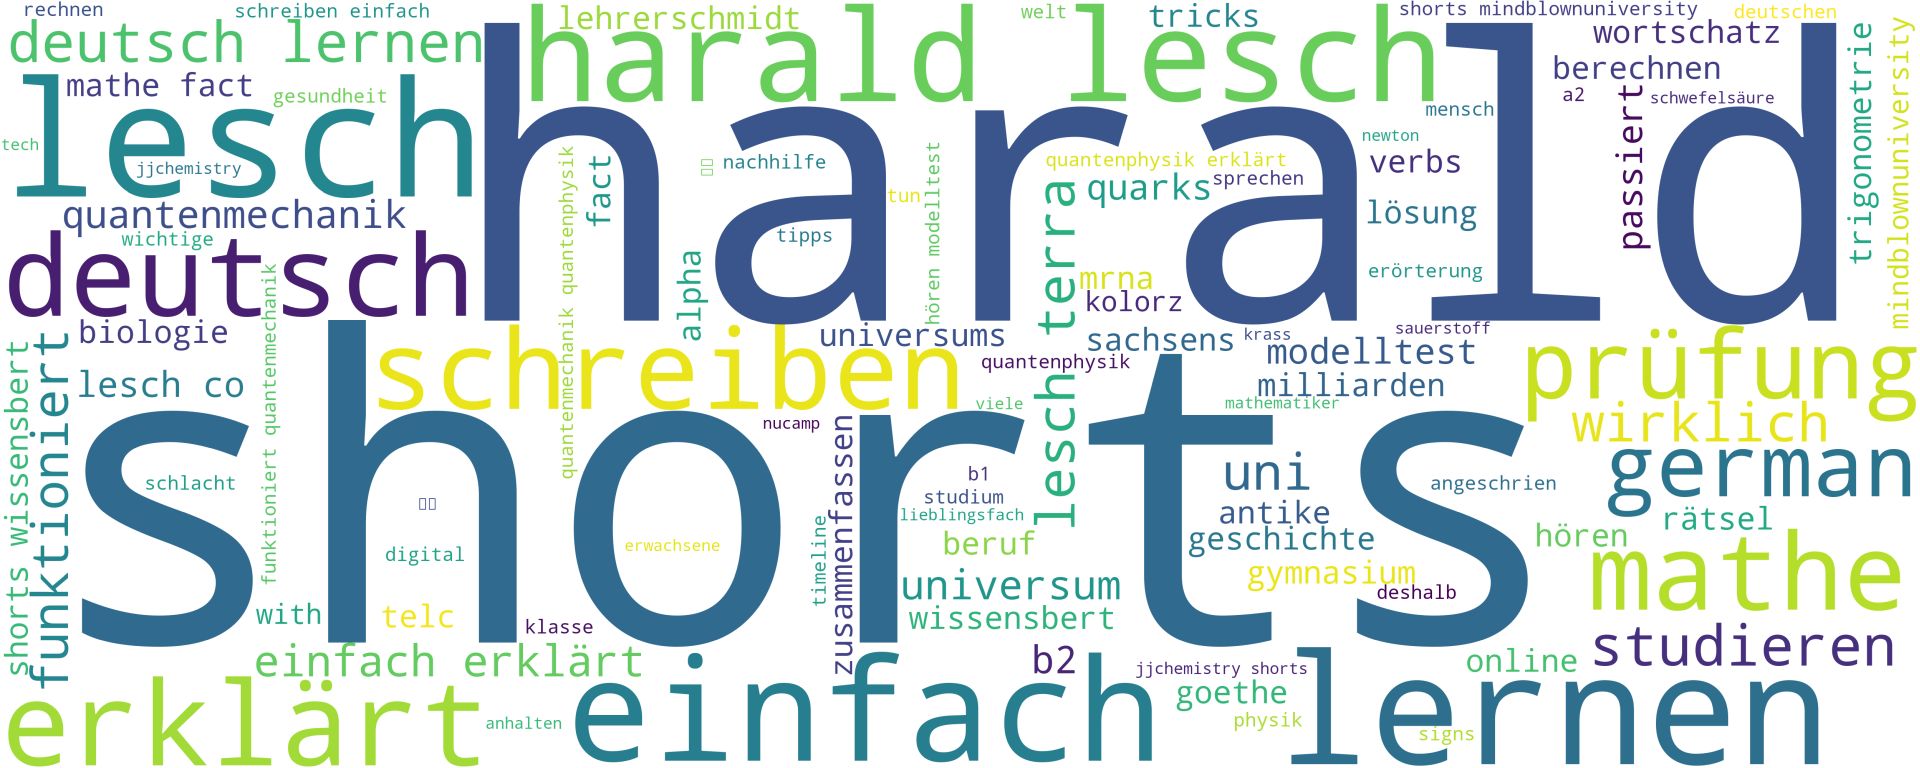 rechnen
schreiben einfach
lehrerschmidt
welt
tricks
shorts mindblownuniversity
deutschen
deutsch lernen
harald lesch
wortschatz
trigonometrie
mindblownuniversity
mathe fact
gesundheit
harald
berechnen
lesch
a2
schwefelsäure
mensch
passiert
tech
jjchemistry
quantenmechanik quantenphysik
fact
nachhilfe
hören modelltest
quantenphysik erklärt
newton
verbs
tun
quarks
sprechen
lesch terra
quantenmechanik
lösung
wichtige
tipps
deutsch
funktioniert quantenmechanik
alpha
mrna
kolorz
erörterung
biologie
universums
sachsens
krass
sauerstoff
modelltest
prüfung
shorts wissensbert
funktioniert
lesch co
schreiben
quantenphysik
milliarden
viele
mathematiker
wirklich
nucamp
shorts
zusammenfassen
german
schlacht
b1
studium
uni
angeschrien
lieblingsfach
antike
rätsel
digital
erwachsene
timeline
beruf
geschichte
hören
mathe
universum
gymnasium
deshalb
with
telc
klasse
wissensbert
studieren
einfach erklärt
b2
jjchemistry shorts
online
erklärt
einfach
goethe
lernen
anhalten
physik
signs